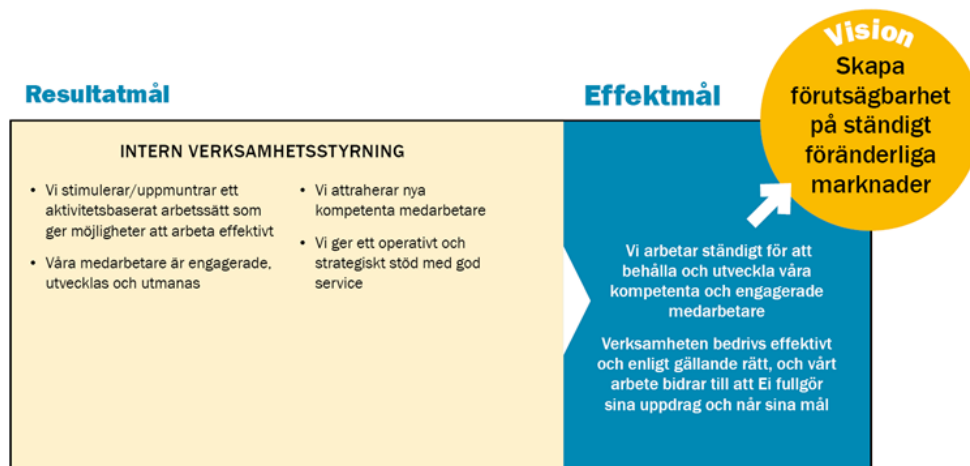 Resultatmål
Effektmål
Vision
Skapa
förutsägbarhet
på ständigt
föränderliga
marknader
INTERN VERKSAMHETSSTYRNING
• Vi stimulerar/uppmuntrar ett
aktivitetsbaserat arbetssätt som
ger möjligheter att arbeta effektivt
• Våra medarbetare är engagerade,
utvecklas och utmanas
• Vi attraherar nya
kompetenta medarbetare
• Vi ger ett operativt och
strategiskt stöd med god
service
Vi arbetar ständigt för att
behålla och utveckla våra
kompetenta och engagerade
medarbetare
Verksamheten bedrivs effektivt
och enligt gällande rätt, och vårt
arbete bidrar till att Ei fullgör
sina uppdrag och når sina mål